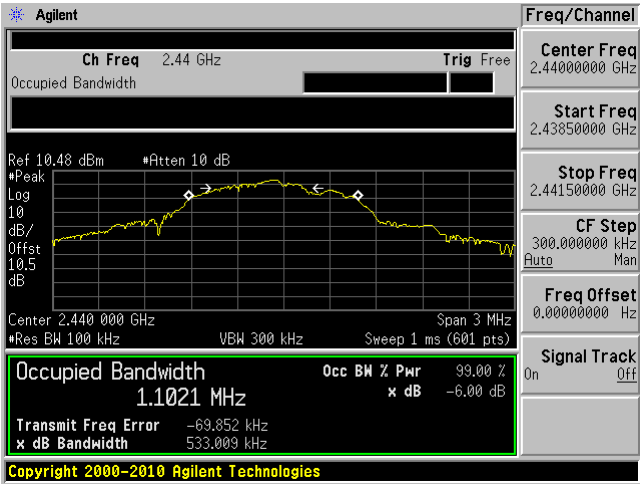 Agilent
Freq/Channel
Ch Freq 2.44 GHz Trig Free
Occupied Bandwidth
Center Freq
2.44000000 GHz
Start Freq
2.43850000 GHz
Stop Freq
2.44150000 GHz
CF Step
300.000000 kHz
Auto Man
Freq Offset
0.00000000 Hz
Signal Track
On Off
Ref 10.48 dBm #Atten 10 dB
#Peak
Log
10
dB/
Offst
10.5
dB
Center 2.440 000 GHz Span 3 MHz
#Res BW 100 kHz VBW 300 kHz Sweep 1 ms (601 pts)
Occupied Bandwidth Occ BW % Pwr 99.00 %
1.1021 MHz x dB -6.00 dB
Transmit Freq Error -69.852 kHz
x dB Bandwidth 533.009 kHz
Copyright 2000-2010 Agilent Technologies